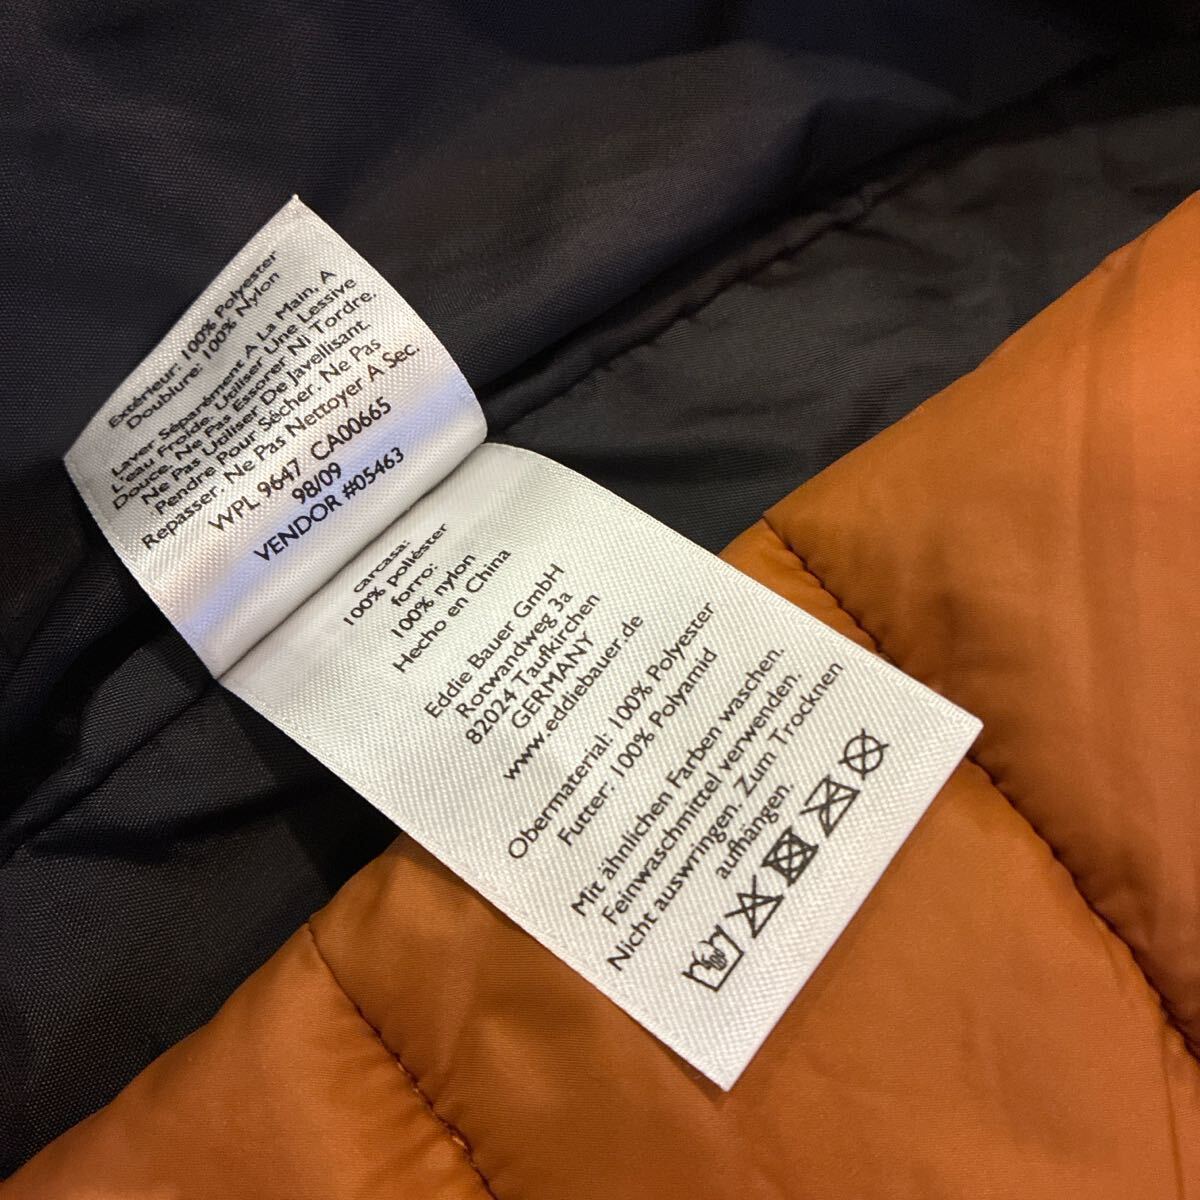 Extérieur: 100% Polyester
Doublure: 100% Nylon
Laver Séparément A La Main, A
L'eau Froide. Utiliser Une Lessive
Douce. Ne Pas Essorer Ni Tordre.
Ne Pas Utiliser De Javellisant.
Pendre Pour Sécher. Ne Pas
Repasser. Ne Pas Nettoyer A Sec.
WPL 9647 CA00665
98/09
VENDOR #05463
carcasa:
100% poliéster
forro:
100% nylon
Hecho en China
Eddie Bauer GmbH
Rotwandweg 3a
82024 Taufkirchen
GERMANY
www.eddiebauer.de
Obermaterial: 100% Polyester
Futter: 100% Polyamid
Mit ähnlichen Farben waschen.
Feinwaschmittel verwenden.
Nicht auswringen. Zum Trocknen
aufhängen.